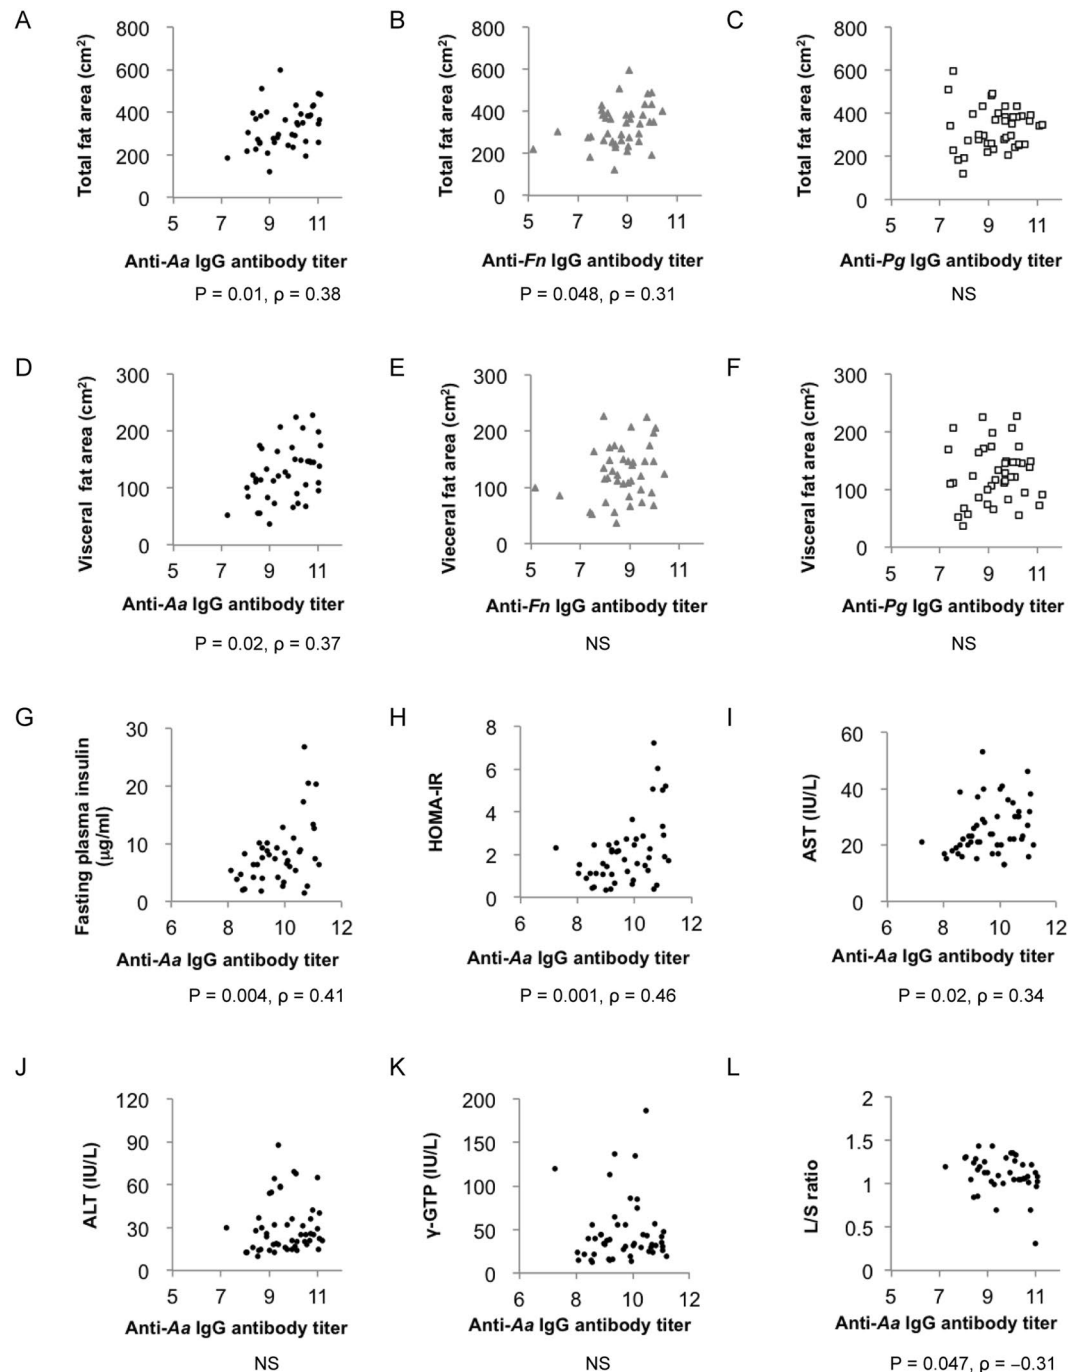 A
Total fat area (cm²)
800
600
400
200
0
5 7 9 11
Anti-Aa IgG antibody titer
P = 0.01, ρ = 0.38
B
Total fat area (cm²)
800
600
400
200
0
5 7 9 11
Anti-Fn IgG antibody titer
P = 0.048, ρ = 0.31
C
Total fat area (cm²)
800
600
400
200
0
5 7 9 11
Anti-Pg IgG antibody titer
NS
D
Visceral fat area (cm²)
300
200
100
0
5 7 9 11
Anti-Aa IgG antibody titer
P = 0.02, ρ = 0.37
E
Vieceral fat area (cm²)
300
200
100
0
5 7 9 11
Anti-Fn IgG antibody titer
NS
F
Visceral fat area (cm²)
300
200
100
0
5 7 9 11
Anti-Pg IgG antibody titer
NS
G
Fasting plasma insulin
(μg/ml)
30
20
10
0
6 8 10 12
Anti-Aa IgG antibody titer
P = 0.004, ρ = 0.41
H
HOMA-IR
8
6
4
2
0
6 8 10 12
Anti-Aa IgG antibody titer
P = 0.001, ρ = 0.46
I
AST (IU/L)
60
40
20
0
6 8 10 12
Anti-Aa IgG antibody titer
P = 0.02, ρ = 0.34
J
ALT (IU/L)
120
90
60
30
0
5 7 9 11
Anti-Aa IgG antibody titer
NS
K
γ-GTP (IU/L)
200
150
100
50
0
6 8 10 12
Anti-Aa IgG antibody titer
NS
L
L/S ratio
2
1.5
1
0.5
0
5 7 9 11
Anti-Aa IgG antibody titer
P = 0.047, ρ = −0.31